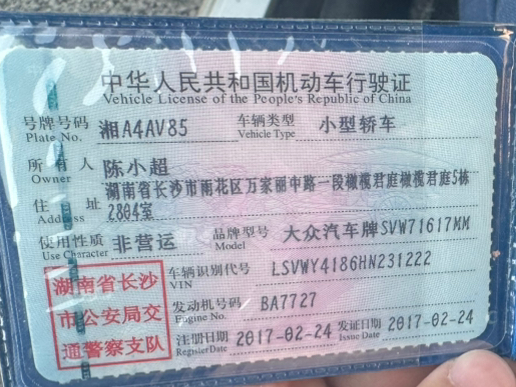 中华人民共和国机动车行驶证
Vehicle License of the People's Republic of China
号牌号码 湘A4AV85 车辆类型 小型轿车
Plate No. Vehicle Type
所有人 陈小超
Owner
湖南省长沙市雨花区万家丽中路一段橄榄君庭橄榄君庭5栋
住址 2804室
Address
使用性质 非营运 品牌型号 大众汽车牌SVW71617MM
Use Character Model
湖南省长沙
市公安局交
通警察支队
车辆识别代号 LSVWY4186HN231222
VIN
发动机号码 BA7727
Engine No.
注册日期 2017-02-24 发证日期 2017-02-24
Register Date Issue Date